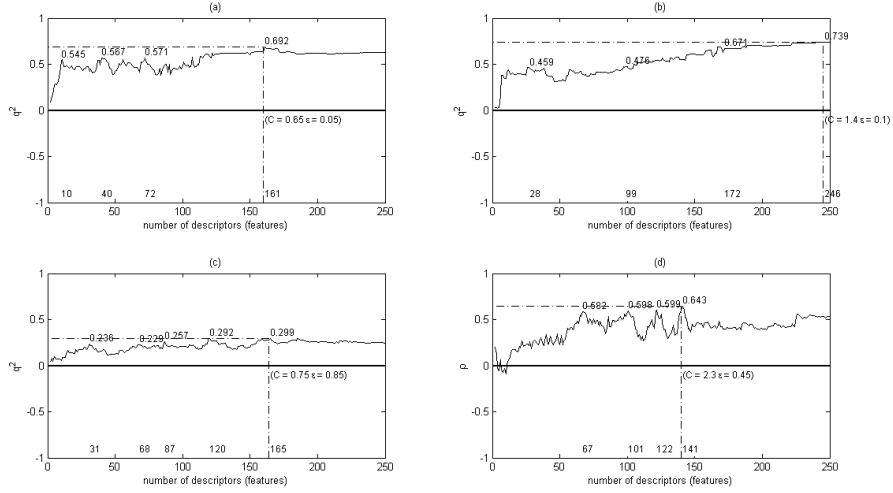 (a)
1
0.692
0.545
0.567
0.571
0.5
q²
0
(C = 0.65 ε = 0.05)
0.5
10
40
72
161
-1
0 50 100 150 200 250
number of descriptors (features)
(b)
1
0.739
0.671
0.459
0.476
0.5
q²
0
(C = 1.4 ε = 0.1)
0.5
28
99
172
246
-1
0 50 100 150 200 250
number of descriptors (features)
(c)
1
0.5
0.236
0.229
0.257
0.292
0.299
q²
0
(C = 0.75 ε = 0.85)
0.5
31
68
87
120
165
-1
0 50 100 150 200 250
number of descriptors (features)
(d)
1
0.582
0.598
0.599
0.643
0.5
ρ
0
(C = 2.3 ε = 0.45)
0.5
67
101
122
141
-1
0 50 100 150 200 250
number of descriptors (features)